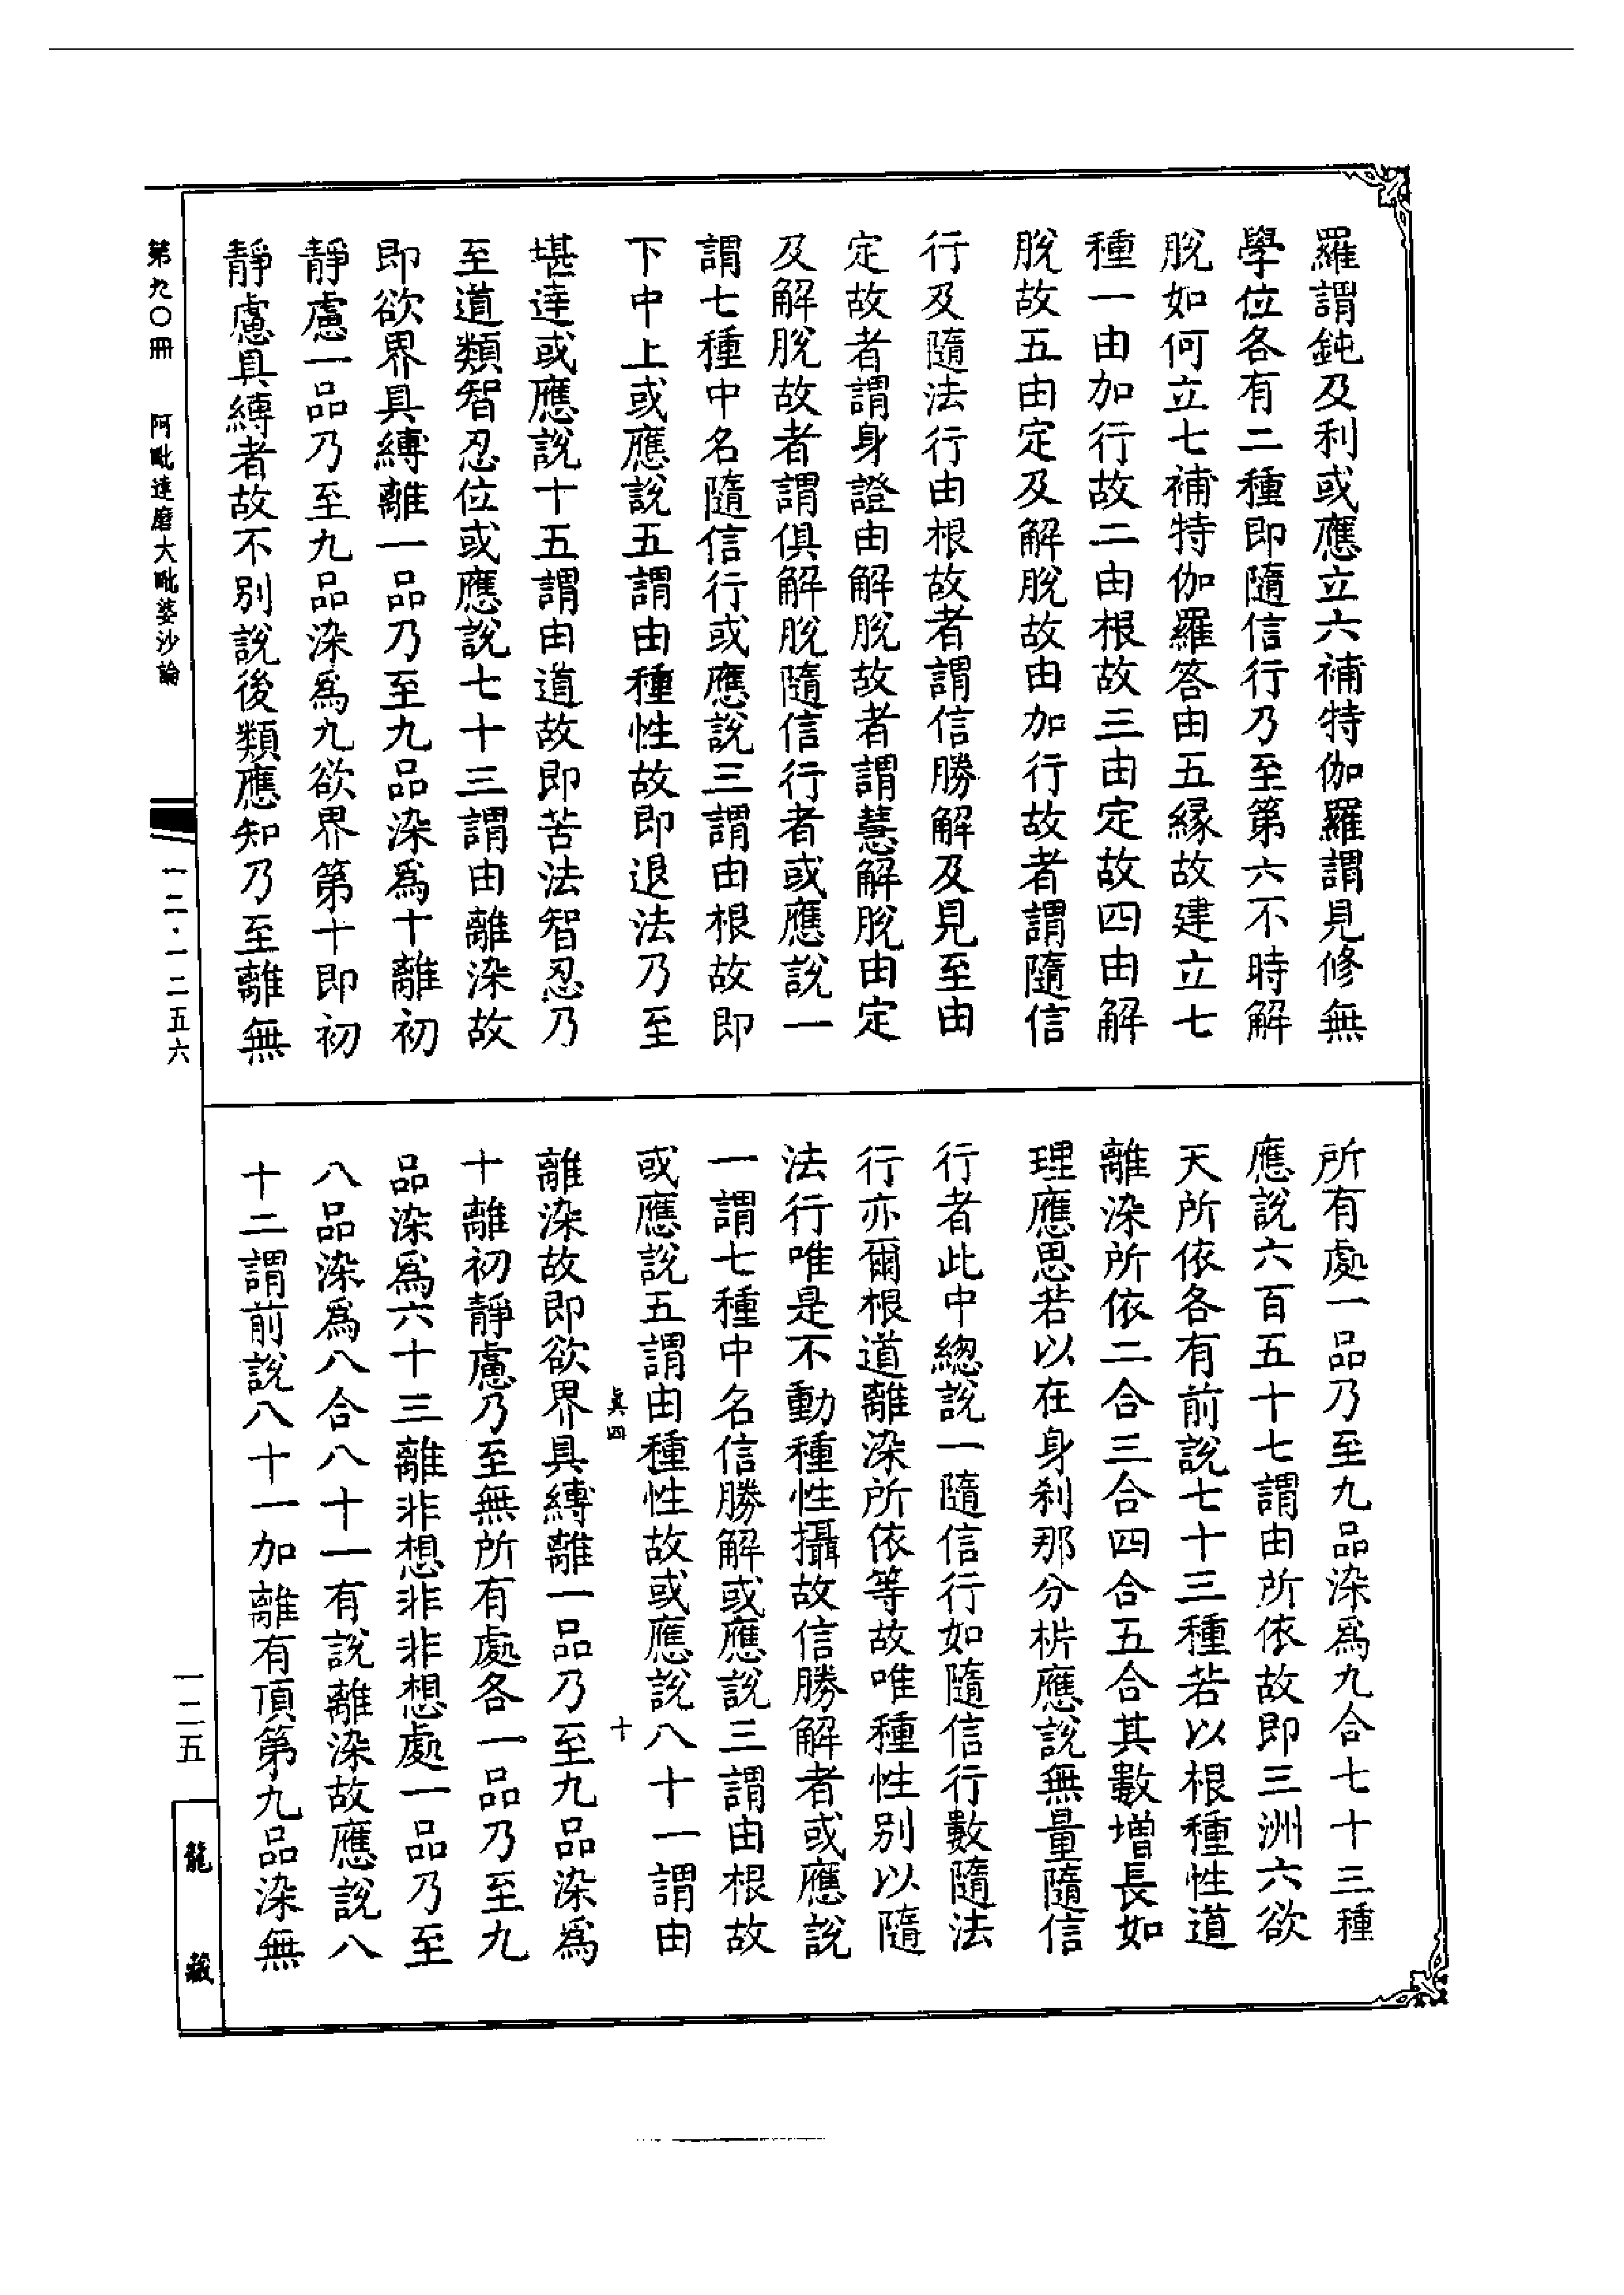 羅謂鈍及利或應立六補特伽羅謂見修無
學位各有二種即隨信行乃至第六不時解
脫如何立七補特伽羅答由五緣故建立七
種一由加行故二由根故三由定故四由解
脫故五由定及解脫故由加行故者謂隨信
行及隨法行由根故者謂信勝解及見至由
定故者謂身證由解脫故者謂慧解脫由定
及解脫故者謂俱解脫隨信行者或應說一
謂七種中名隨信行或應說三謂由根故即
下中上或應說五謂由種性故即退法乃至
堪達或應說十五謂由道故即苦法智忍乃
至道類智忍位或應說七十三謂由離染故
即欲界具縛離一品乃至九品染爲十離初
靜慮一品乃至九品染爲九欲界第十即初
靜慮具縛者故不別說後類應知乃至離無
所有處一品乃至九品染爲九合七十三種
應說六百五十七謂由所依故即三洲六欲
天所依各有前說七十三種若以根種性道
離染所依二合三合四合五合其數增長如
理應思若以在身剎那分析應說無量隨信
行者此中總說一隨信行如隨信行數隨法
行亦爾根道離染所依等故唯種性別以隨
法行唯是不動種性攝故信勝解者或應說
一謂七種中名信勝解或應說三謂由根故
或應說五謂由種性故或應說八十一謂由
真四 十
離染故即欲界具縛離一品乃至九品染爲
十離初靜慮乃至無所有處各一品乃至九
品染爲六十三離非想非非想處一品乃至
八品染爲八合八十一有說離染故應說八
十二謂前說八十一加離有頂第九品染無
第九〇冊 阿毗達磨大毗婆沙論
一二·一二五六
一二五
龍藏